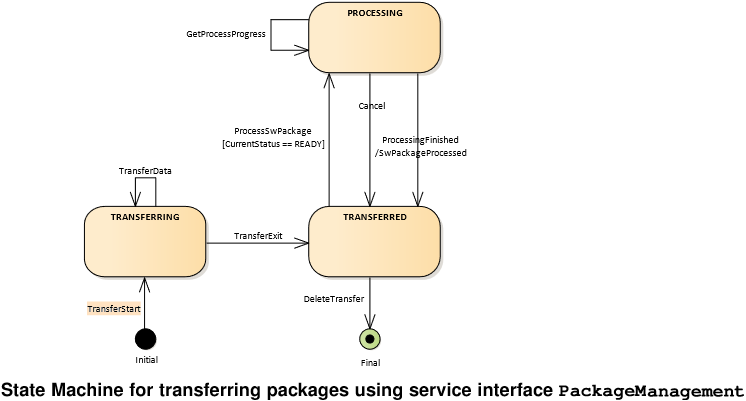 PROCESSING
GetProcessProgress
Cancel
ProcessSwPackage
[CurrentStatus == READY]
ProcessingFinished
/SwPackageProcessed
TransferData
TRANSFERRING
TRANSFERRED
TransferExit
TransferStart
DeleteTransfer
Initial
Final
State Machine for transferring packages using service interface PackageManagement